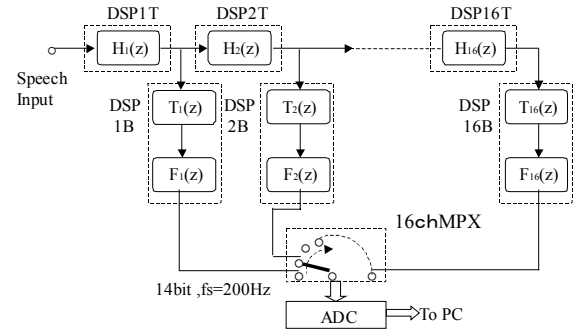 DSP1T
DSP2T
DSP16T
H1(z)
H2(z)
H16(z)
Speech
Input
DSP
1B
T1(z)
F1(z)
DSP
2B
T2(z)
F2(z)
DSP
16B
T16(z)
F16(z)
16chMPX
14bit ,fs=200Hz
ADC
To PC